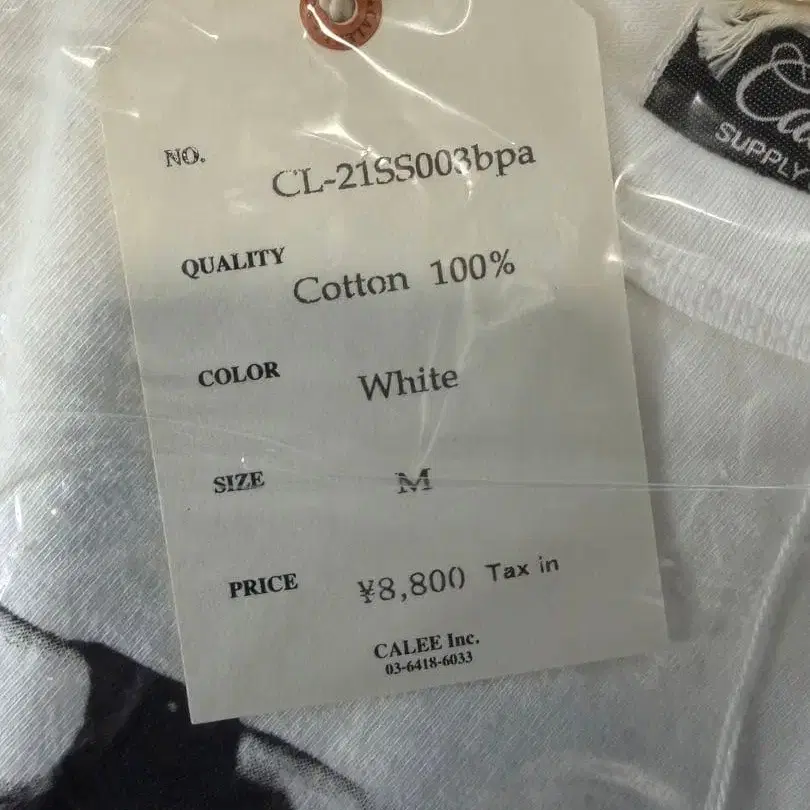 NO. CL-21SS003bpa
QUALITY Cotton 100%
COLOR White
SIZE M
PRICE ¥8,800 Tax in
CALEE Inc.
03-6418-6033
SUPPLY